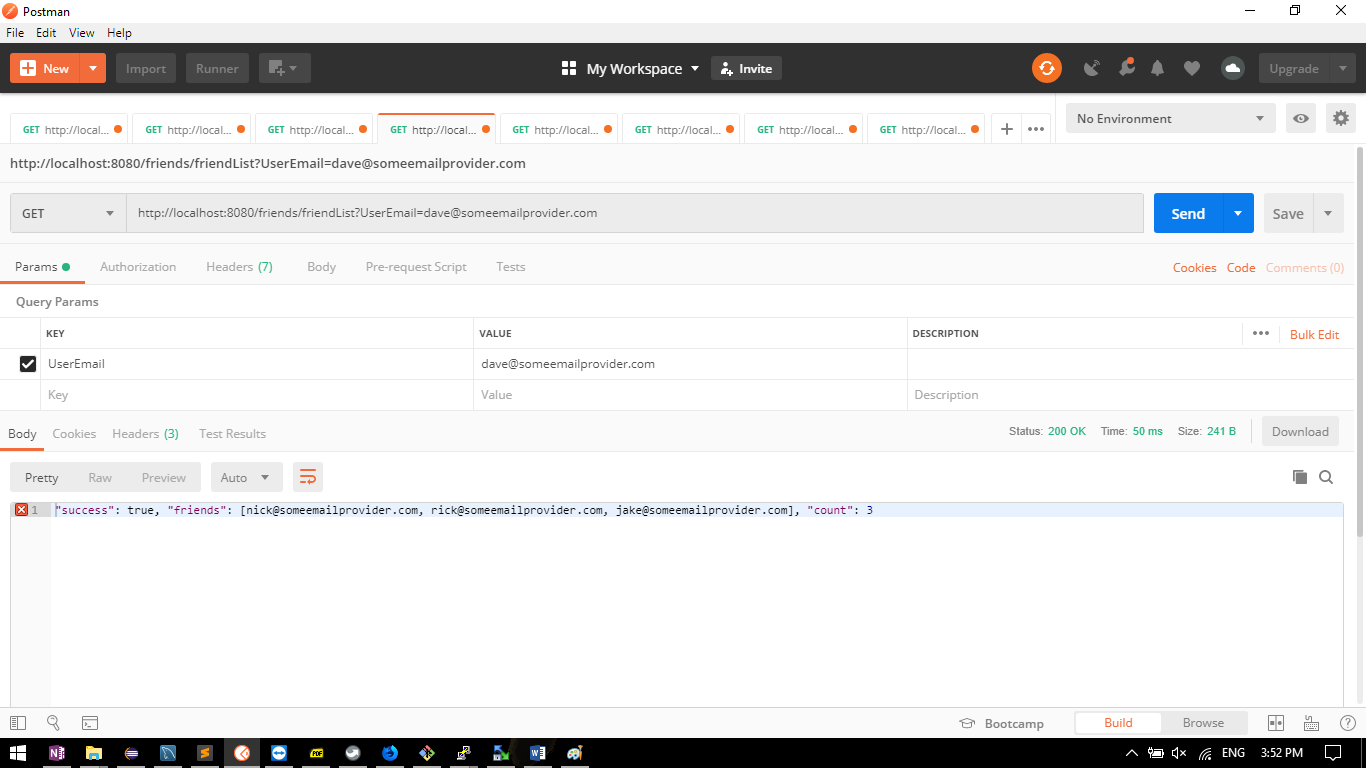 Postman
File Edit View Help
New Import Runner My Workspace Invite Upgrade
GET http://local... GET http://local... GET http://local... GET http://local... GET http://local... GET http://local... GET http://local... GET http://local... No Environment
http://localhost:8080/friends/friendList?UserEmail=dave@someemailprovider.com
GET http://localhost:8080/friends/friendList?UserEmail=dave@someemailprovider.com Send Save
Params Authorization Headers (7) Body Pre-request Script Tests Cookies Code Comments (0)
Query Params
KEY VALUE DESCRIPTION Bulk Edit
UserEmail dave@someemailprovider.com
Key Value Description
Body Cookies Headers (3) Test Results Status: 200 OK Time: 50 ms Size: 241 B Download
Pretty Raw Preview Auto
1 "success": true, "friends": [nick@someemailprovider.com, rick@someemailprovider.com, jake@someemailprovider.com], "count": 3
Bootcamp Build Browse
PDF ENG 3:52 PM